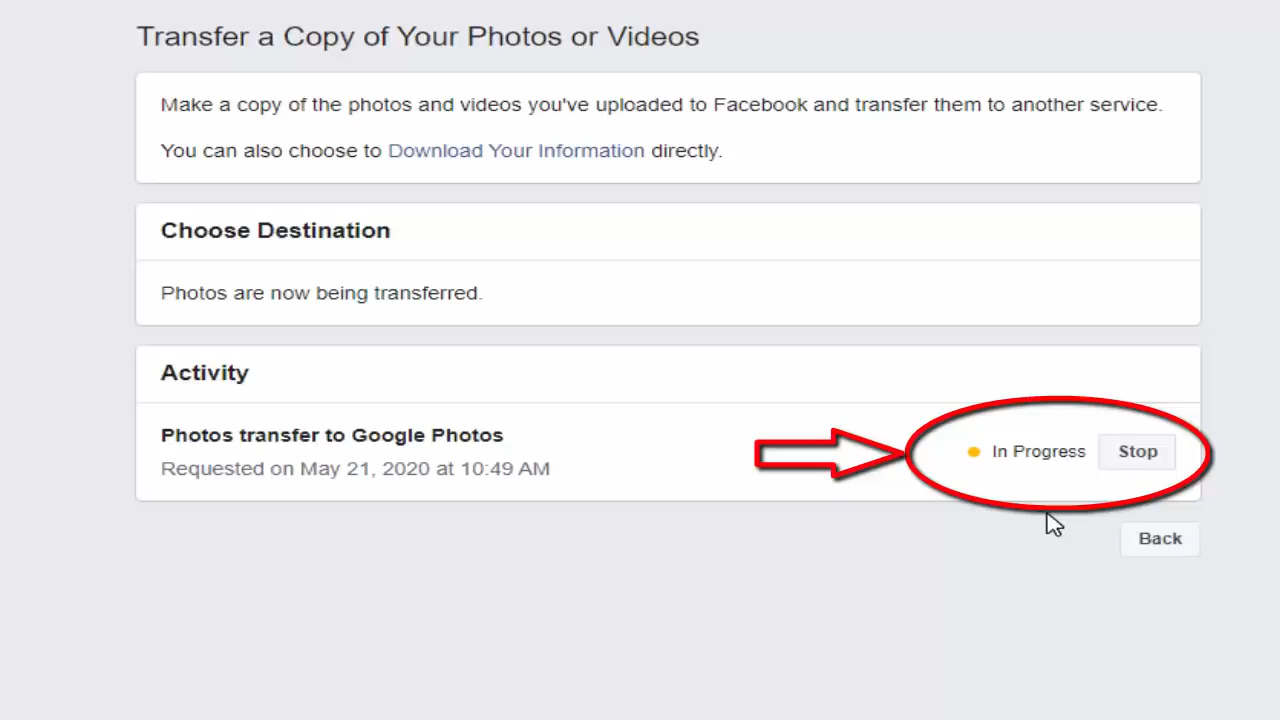 Transfer a Copy of Your Photos or Videos
Make a copy of the photos and videos you've uploaded to Facebook and transfer them to another service.
You can also choose to Download Your Information directly.
Choose Destination
Photos are now being transferred.
Activity
Photos transfer to Google Photos
Requested on May 21, 2020 at 10:49 AM
In Progress
Stop
Back